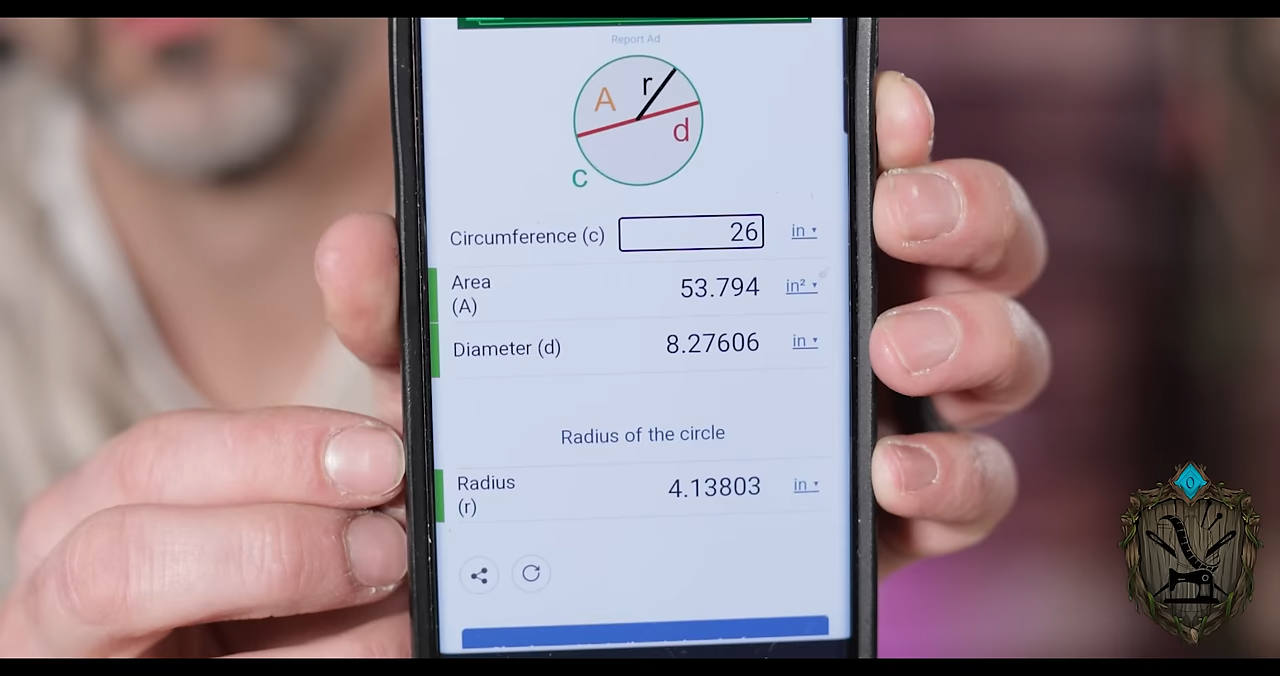 Report Ad
A
r
d
c
Circumference (c) 26 in
Area
(A) 53.794 in²
Diameter (d) 8.27606 in
Radius of the circle
Radius
(r) 4.13803 in
0